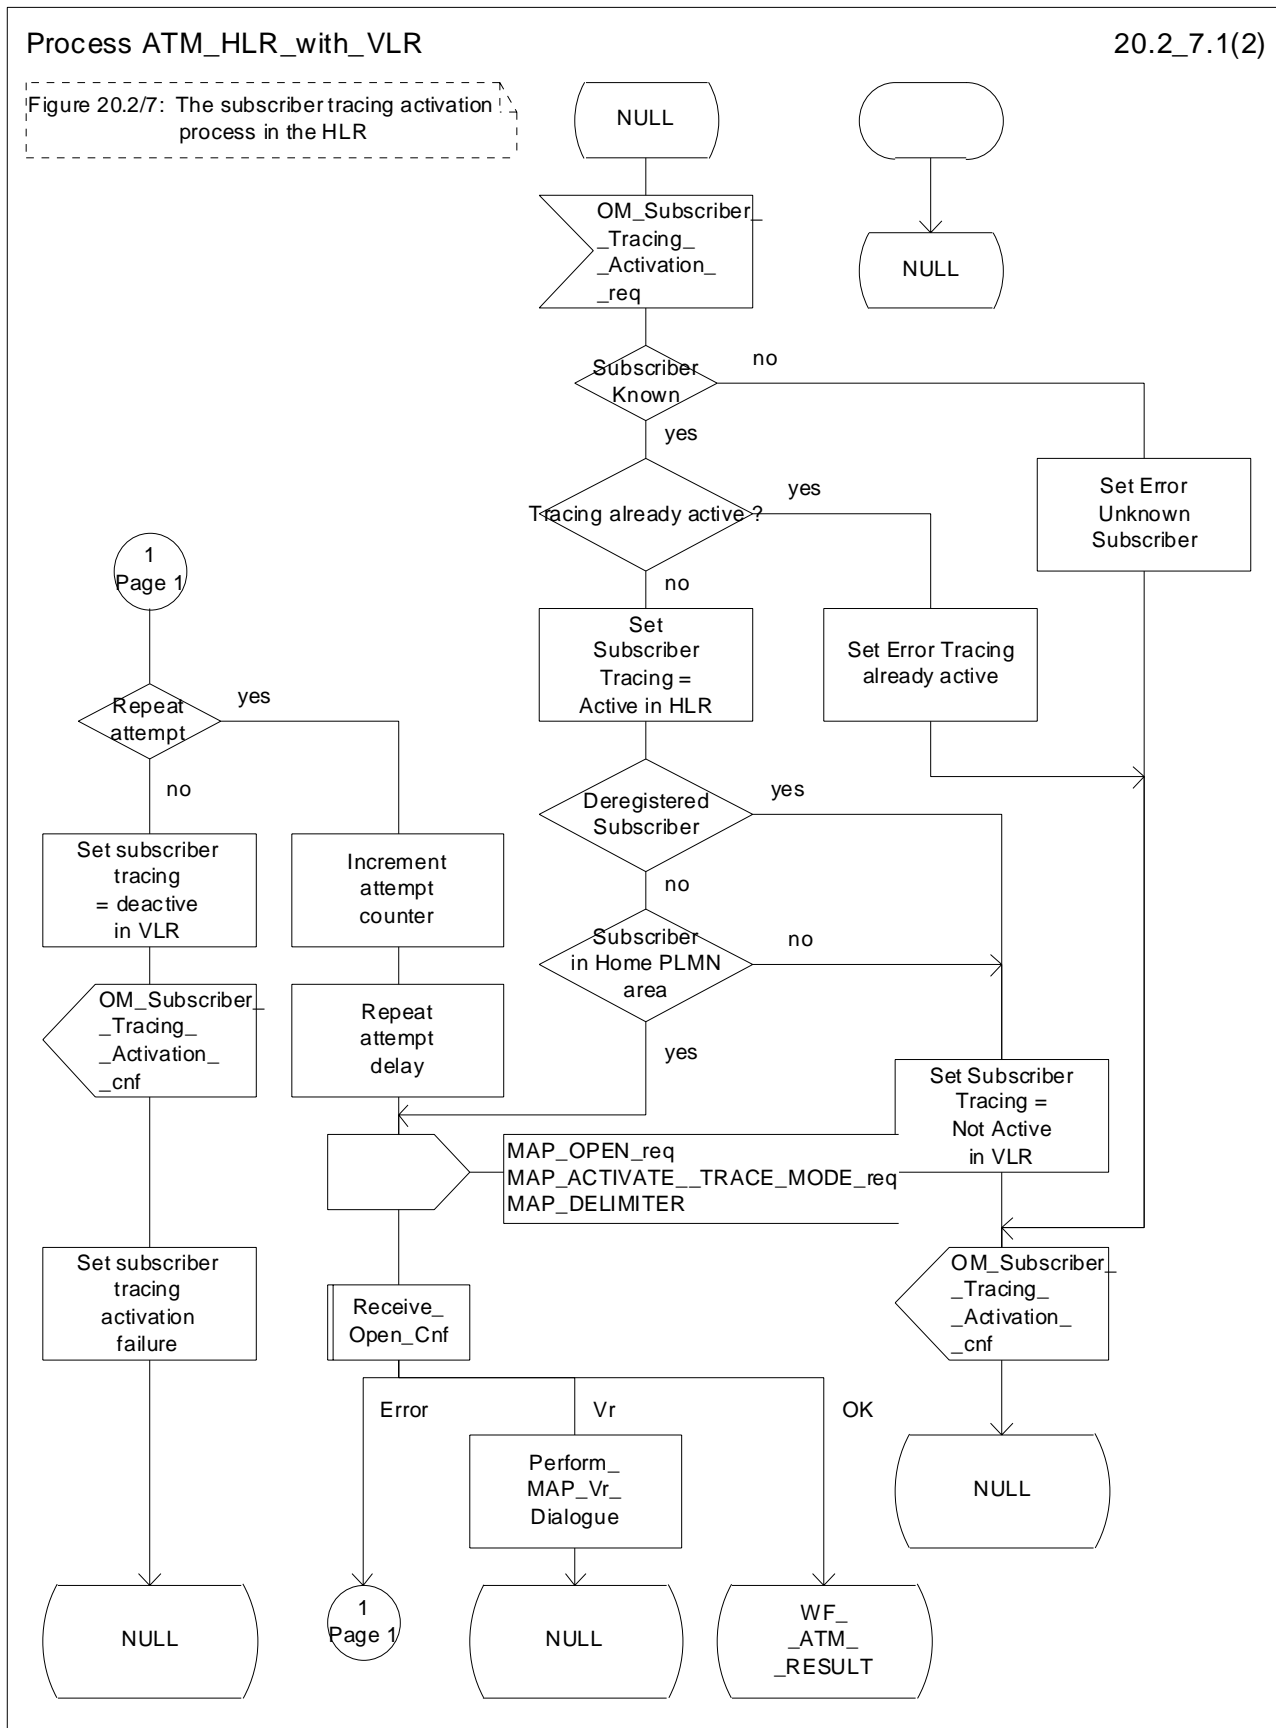 Process ATM_HLR_with_VLR
20.2_7.1(2)
Figure 20.2/7: The subscriber tracing activation
process in the HLR
NULL
OM_Subscriber_
_Tracing_
_Activation_
_req
NULL
Subscriber
Known
no
yes
Tracing already active ?
yes
no
Set Error
Unknown
Subscriber
1
Page 1
Set
Subscriber
Tracing =
Active in HLR
Set Error Tracing
already active
Repeat
attempt
yes
no
Deregistered
Subscriber
yes
no
Set subscriber
tracing
= deactive
in VLR
Increment
attempt
counter
Subscriber
in Home PLMN
area
no
yes
OM_Subscriber_
_Tracing_
_Activation_
_cnf
Repeat
attempt
delay
Set Subscriber
Tracing =
Not Active
in VLR
MAP_OPEN_req
MAP_ACTIVATE__TRACE_MODE_req
MAP_DELIMITER
Set subscriber
tracing
activation
failure
Receive_
Open_Cnf
OM_Subscriber_
_Tracing_
_Activation_
_cnf
Error
Vr
OK
Perform_
MAP_Vr_
Dialogue
NULL
NULL
1
Page 1
NULL
WF_
_ATM_
_RESULT